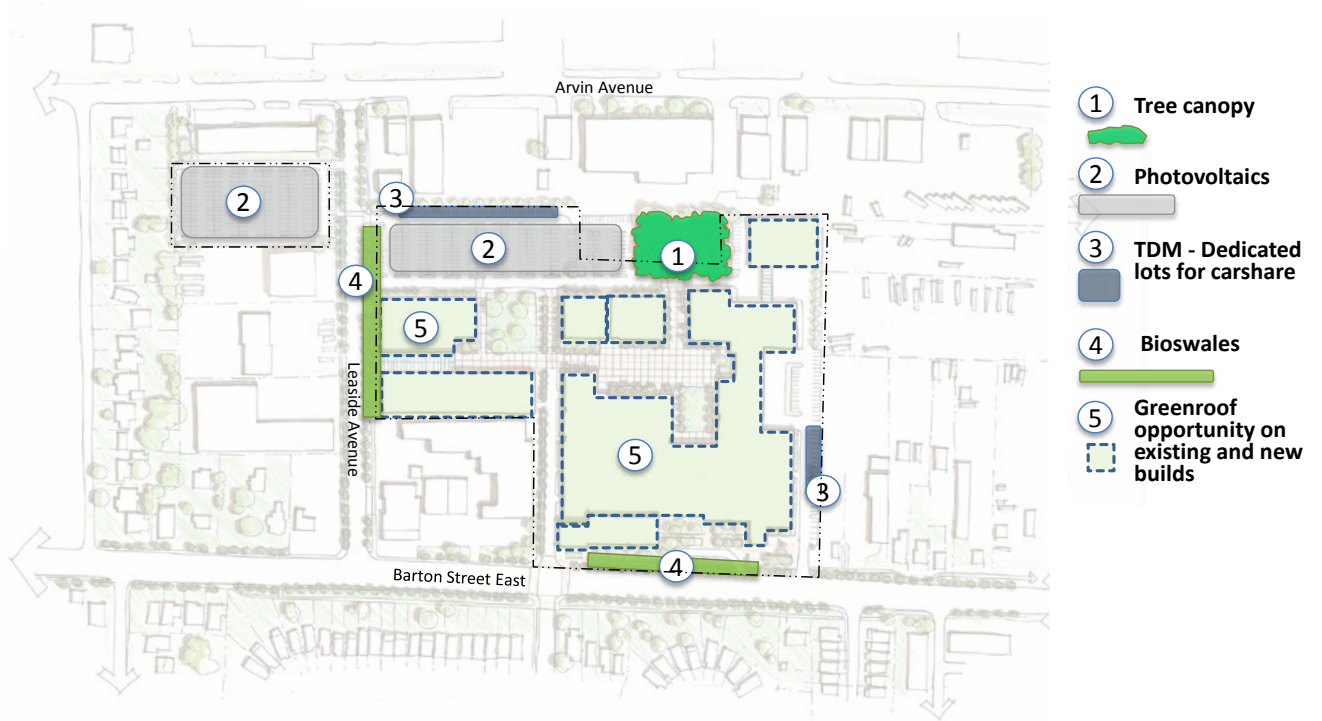 Arvin Avenue
1
Tree canopy
2
Photovoltaics
3
TDM - Dedicated
lots for carshare
4
Bioswales
5
Greenroof
opportunity on
existing and new
builds
2
3
2
1
4
5
Leaside Avenue
5
3
4
Barton Street East